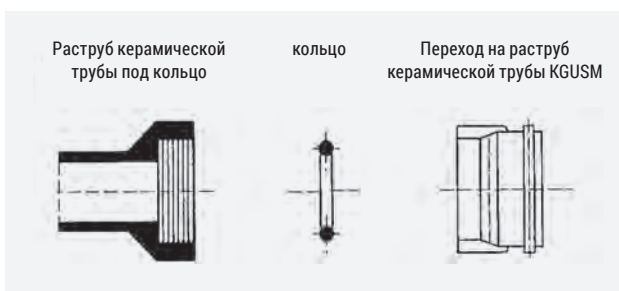 Раструб керамической
трубы под кольцо
кольцо
Переход на раструб
керамической трубы KGUSM